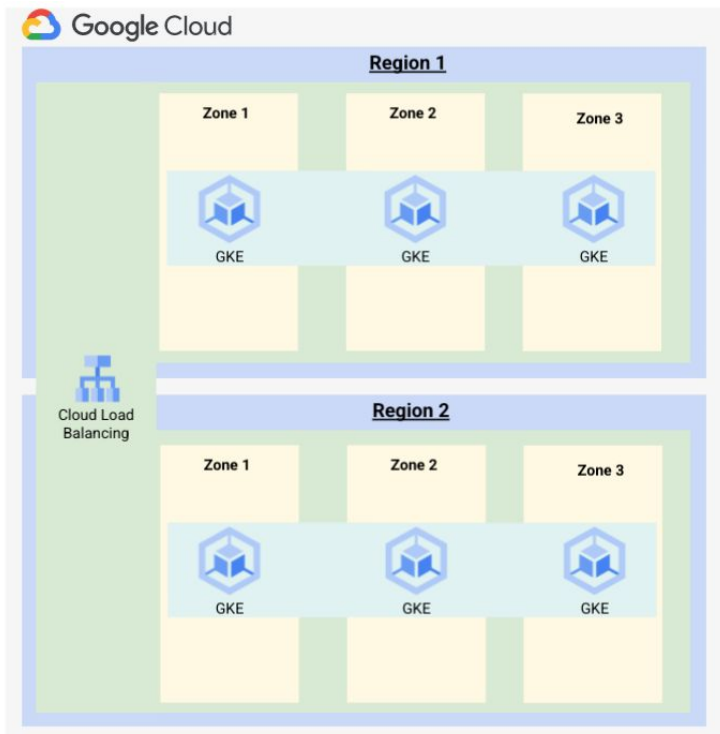 Google Cloud
Region 1
Zone 1
Zone 2
Zone 3
GKE
GKE
GKE
Cloud Load
Balancing
Region 2
Zone 1
Zone 2
Zone 3
GKE
GKE
GKE